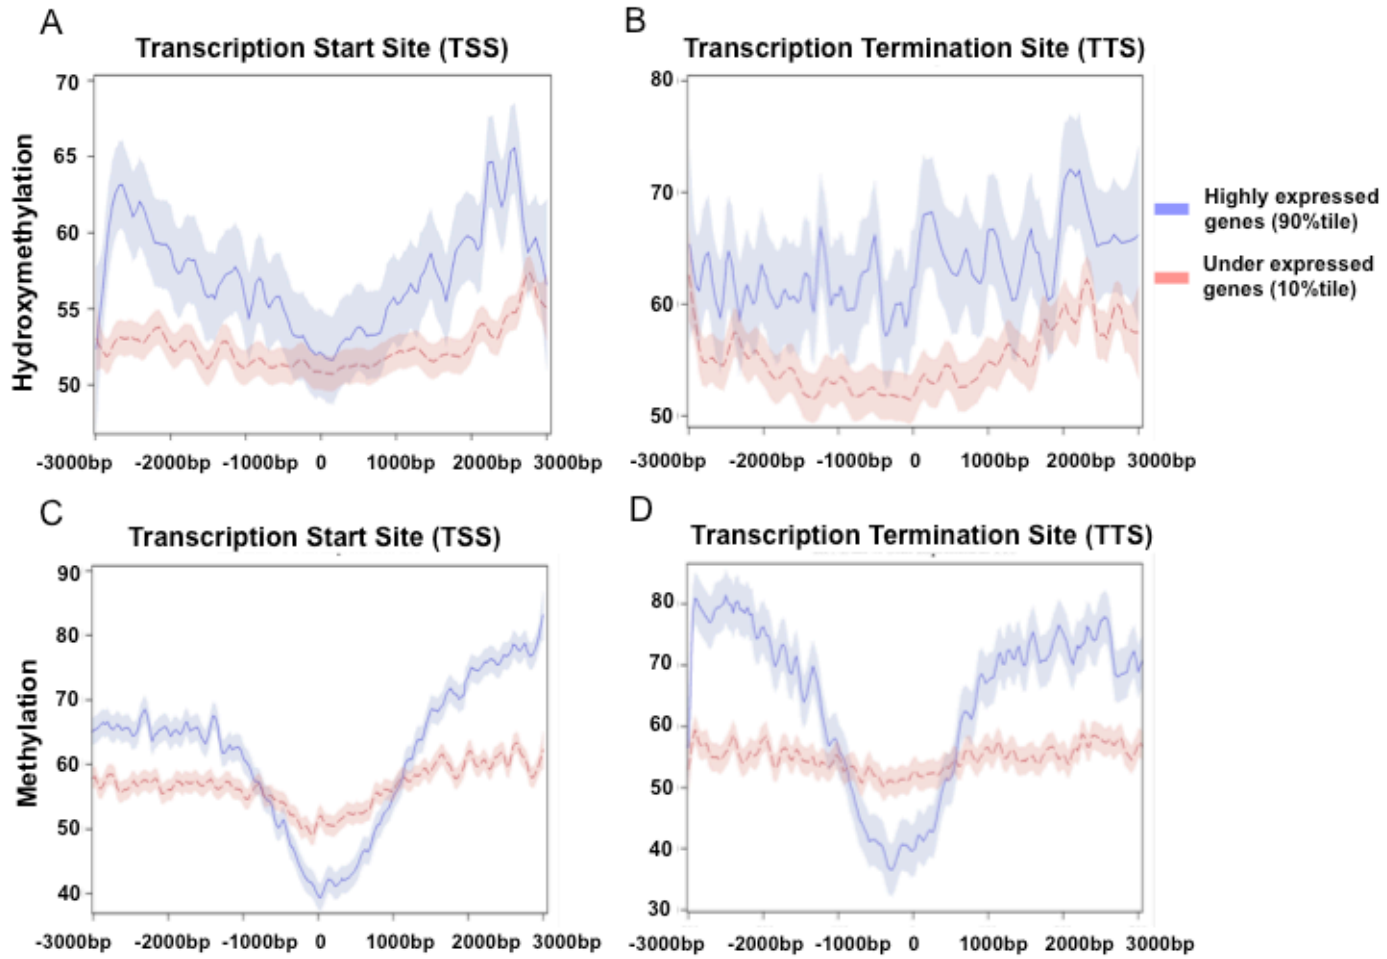 A
Transcription Start Site (TSS)
B
Transcription Termination Site (TTS)
Hydroxymethylation
70
65
60
55
50
-3000bp -2000bp -1000bp 0 1000bp 2000bp 3000bp
80
70
60
50
-3000bp -2000bp -1000bp 0 1000bp 2000bp 3000bp
Highly expressed
genes (90%tile)
Under expressed
genes (10%tile)
C
Transcription Start Site (TSS)
D
Transcription Termination Site (TTS)
Methylation
90
80
70
60
50
40
-3000bp -2000bp -1000bp 0 1000bp 2000bp 3000bp
80
70
60
50
40
30
-3000bp -2000bp -1000bp 0 1000bp 2000bp 3000bp